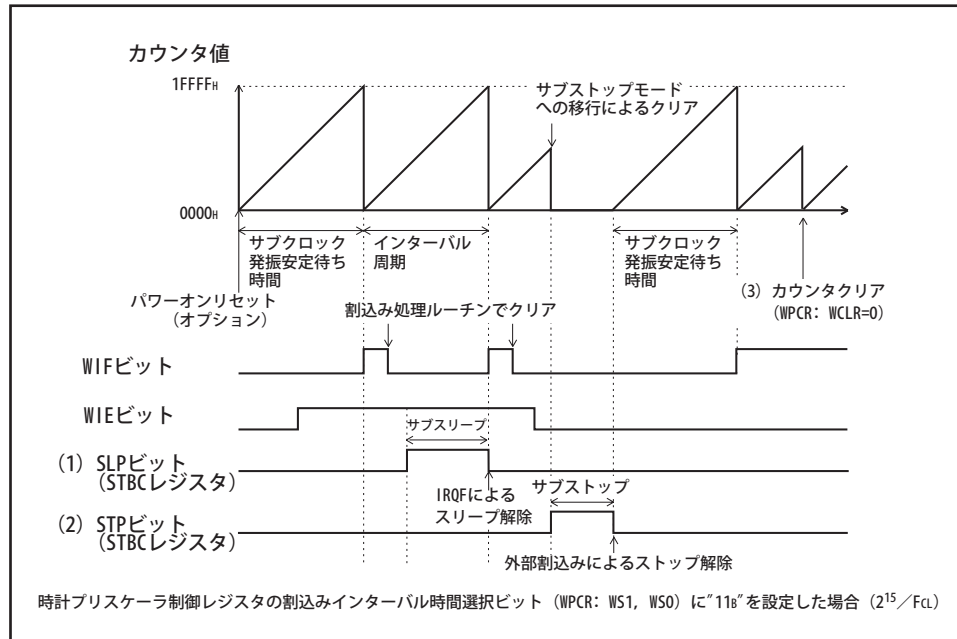 カウンタ値
1FFFFH
サブストップモード
への移行によるクリア
0000H
サブクロック
発振安定待ち
時間
インターバル
周期
サブクロック
発振安定待ち
時間
パワーオンリセット
(オプション)
割込み処理ルーチンでクリア
(3) カウンタクリア
(WPCR: WCLR=0)
WIFビット
WIEビット
サブスリープ
(1) SLPビット
(STBCレジスタ)
IRQFによる
スリープ解除
サブストップ
(2) STPビット
(STBCレジスタ)
外部割込みによるストップ解除
時計プリスケーラ制御レジスタの割込みインターバル時間選択ビット(WPCR: WS1, WS0)に"11B"を設定した場合(2^15/FCL)